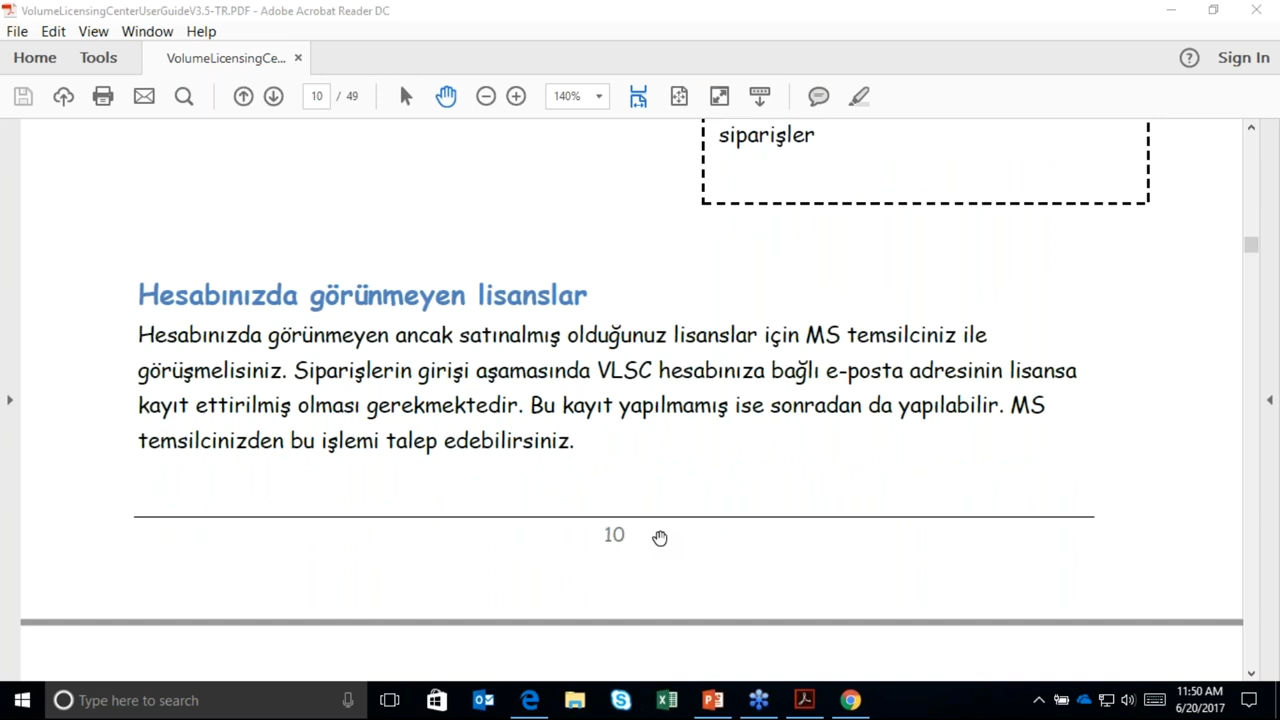 VolumeLicensingCenterUserGuideV3.5-TR.PDF - Adobe Acrobat Reader DC
File Edit View Window Help
Home Tools VolumeLicensingCe... × Sign In
10 / 49 140%
siparişler
Hesabınızda görünmeyen lisanslar
Hesabınızda görünmeyen ancak satınalmış olduğunuz lisanslar için MS temsilciniz ile
görüşmelisiniz. Siparişlerin girişi aşamasında VLSC hesabınıza bağlı e-posta adresinin lisansa
kayıt ettirilmiş olması gerekmektedir. Bu kayıt yapılmamış ise sonradan da yapılabilir. MS
temsilcinizden bu işlemi talep edebilirsiniz.
10
Type here to search
11:50 AM
6/20/2017